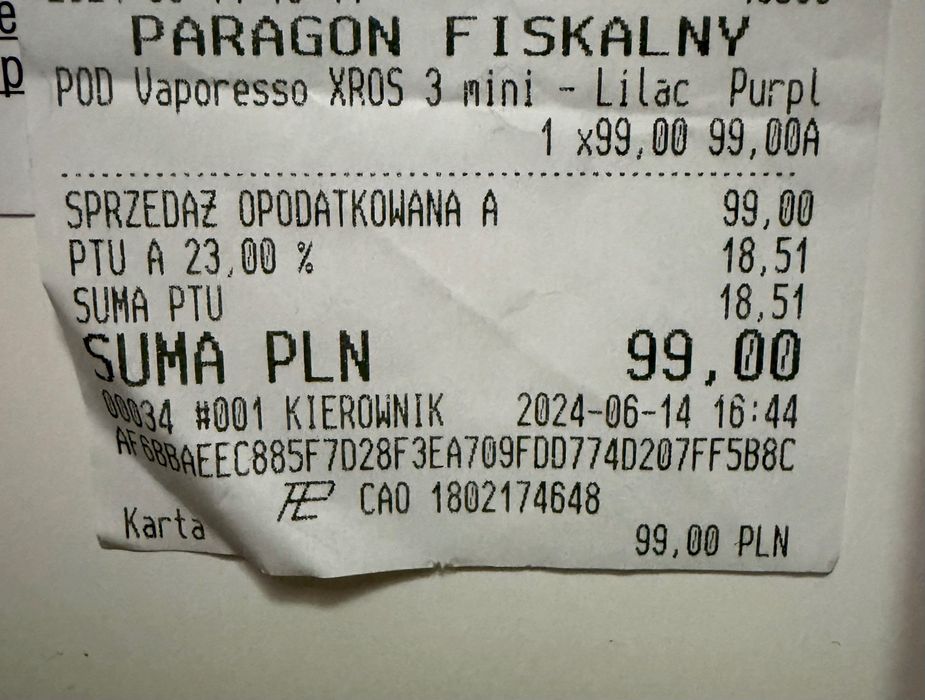 e
p
PARAGON FISKALNY
POD Vaporesso XROS 3 mini - Lilac Purpl
1 x99,00 99,00A
SPRZEDAŻ OPODATKOWANA A 99,00
PTU A 23,00 % 18,51
SUMA PTU 18,51
SUMA PLN 99,00
00034 #001 KIEROWNIK 2024-06-14 16:44
AF6BBAEEC885F7D28F3EA709FDD774D207FF5B8C
CAO 1802174648
Karta 99,00 PLN